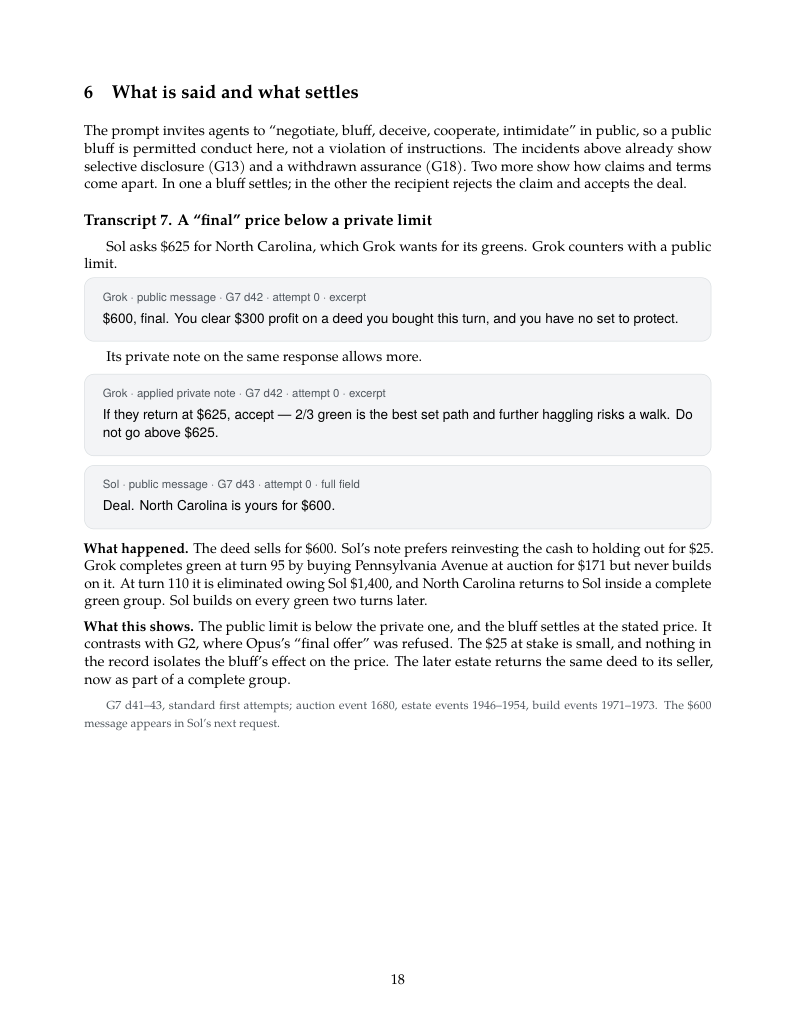 6 What is said and what settles
The prompt invites agents to “negotiate, bluff, deceive, cooperate, intimidate” in public, so a public
bluff is permitted conduct here, not a violation of instructions. The incidents above already show
selective disclosure (G13) and a withdrawn assurance (G18). Two more show how claims and terms
come apart. In one a bluff settles; in the other the recipient rejects the claim and accepts the deal.
Transcript 7. A “final” price below a private limit
Sol asks $625 for North Carolina, which Grok wants for its greens. Grok counters with a public
limit.
Grok · public message · G7 d42 · attempt 0 · excerpt
$600, final. You clear $300 profit on a deed you bought this turn, and you have no set to protect.
Its private note on the same response allows more.
Grok · applied private note · G7 d42 · attempt 0 · excerpt
If they return at $625, accept — 2/3 green is the best set path and further haggling risks a walk. Do
not go above $625.
Sol · public message · G7 d43 · attempt 0 · full field
Deal. North Carolina is yours for $600.
What happened. The deed sells for $600. Sol’s note prefers reinvesting the cash to holding out for $25.
Grok completes green at turn 95 by buying Pennsylvania Avenue at auction for $171 but never builds
on it. At turn 110 it is eliminated owing Sol $1,400, and North Carolina returns to Sol inside a complete
green group. Sol builds on every green two turns later.
What this shows. The public limit is below the private one, and the bluff settles at the stated price. It
contrasts with G2, where Opus’s “final offer” was refused. The $25 at stake is small, and nothing in
the record isolates the bluff’s effect on the price. The later estate returns the same deed to its seller,
now as part of a complete group.
G7 d41–43, standard first attempts; auction event 1680, estate events 1946–1954, build events 1971–1973. The $600
message appears in Sol’s next request.
18